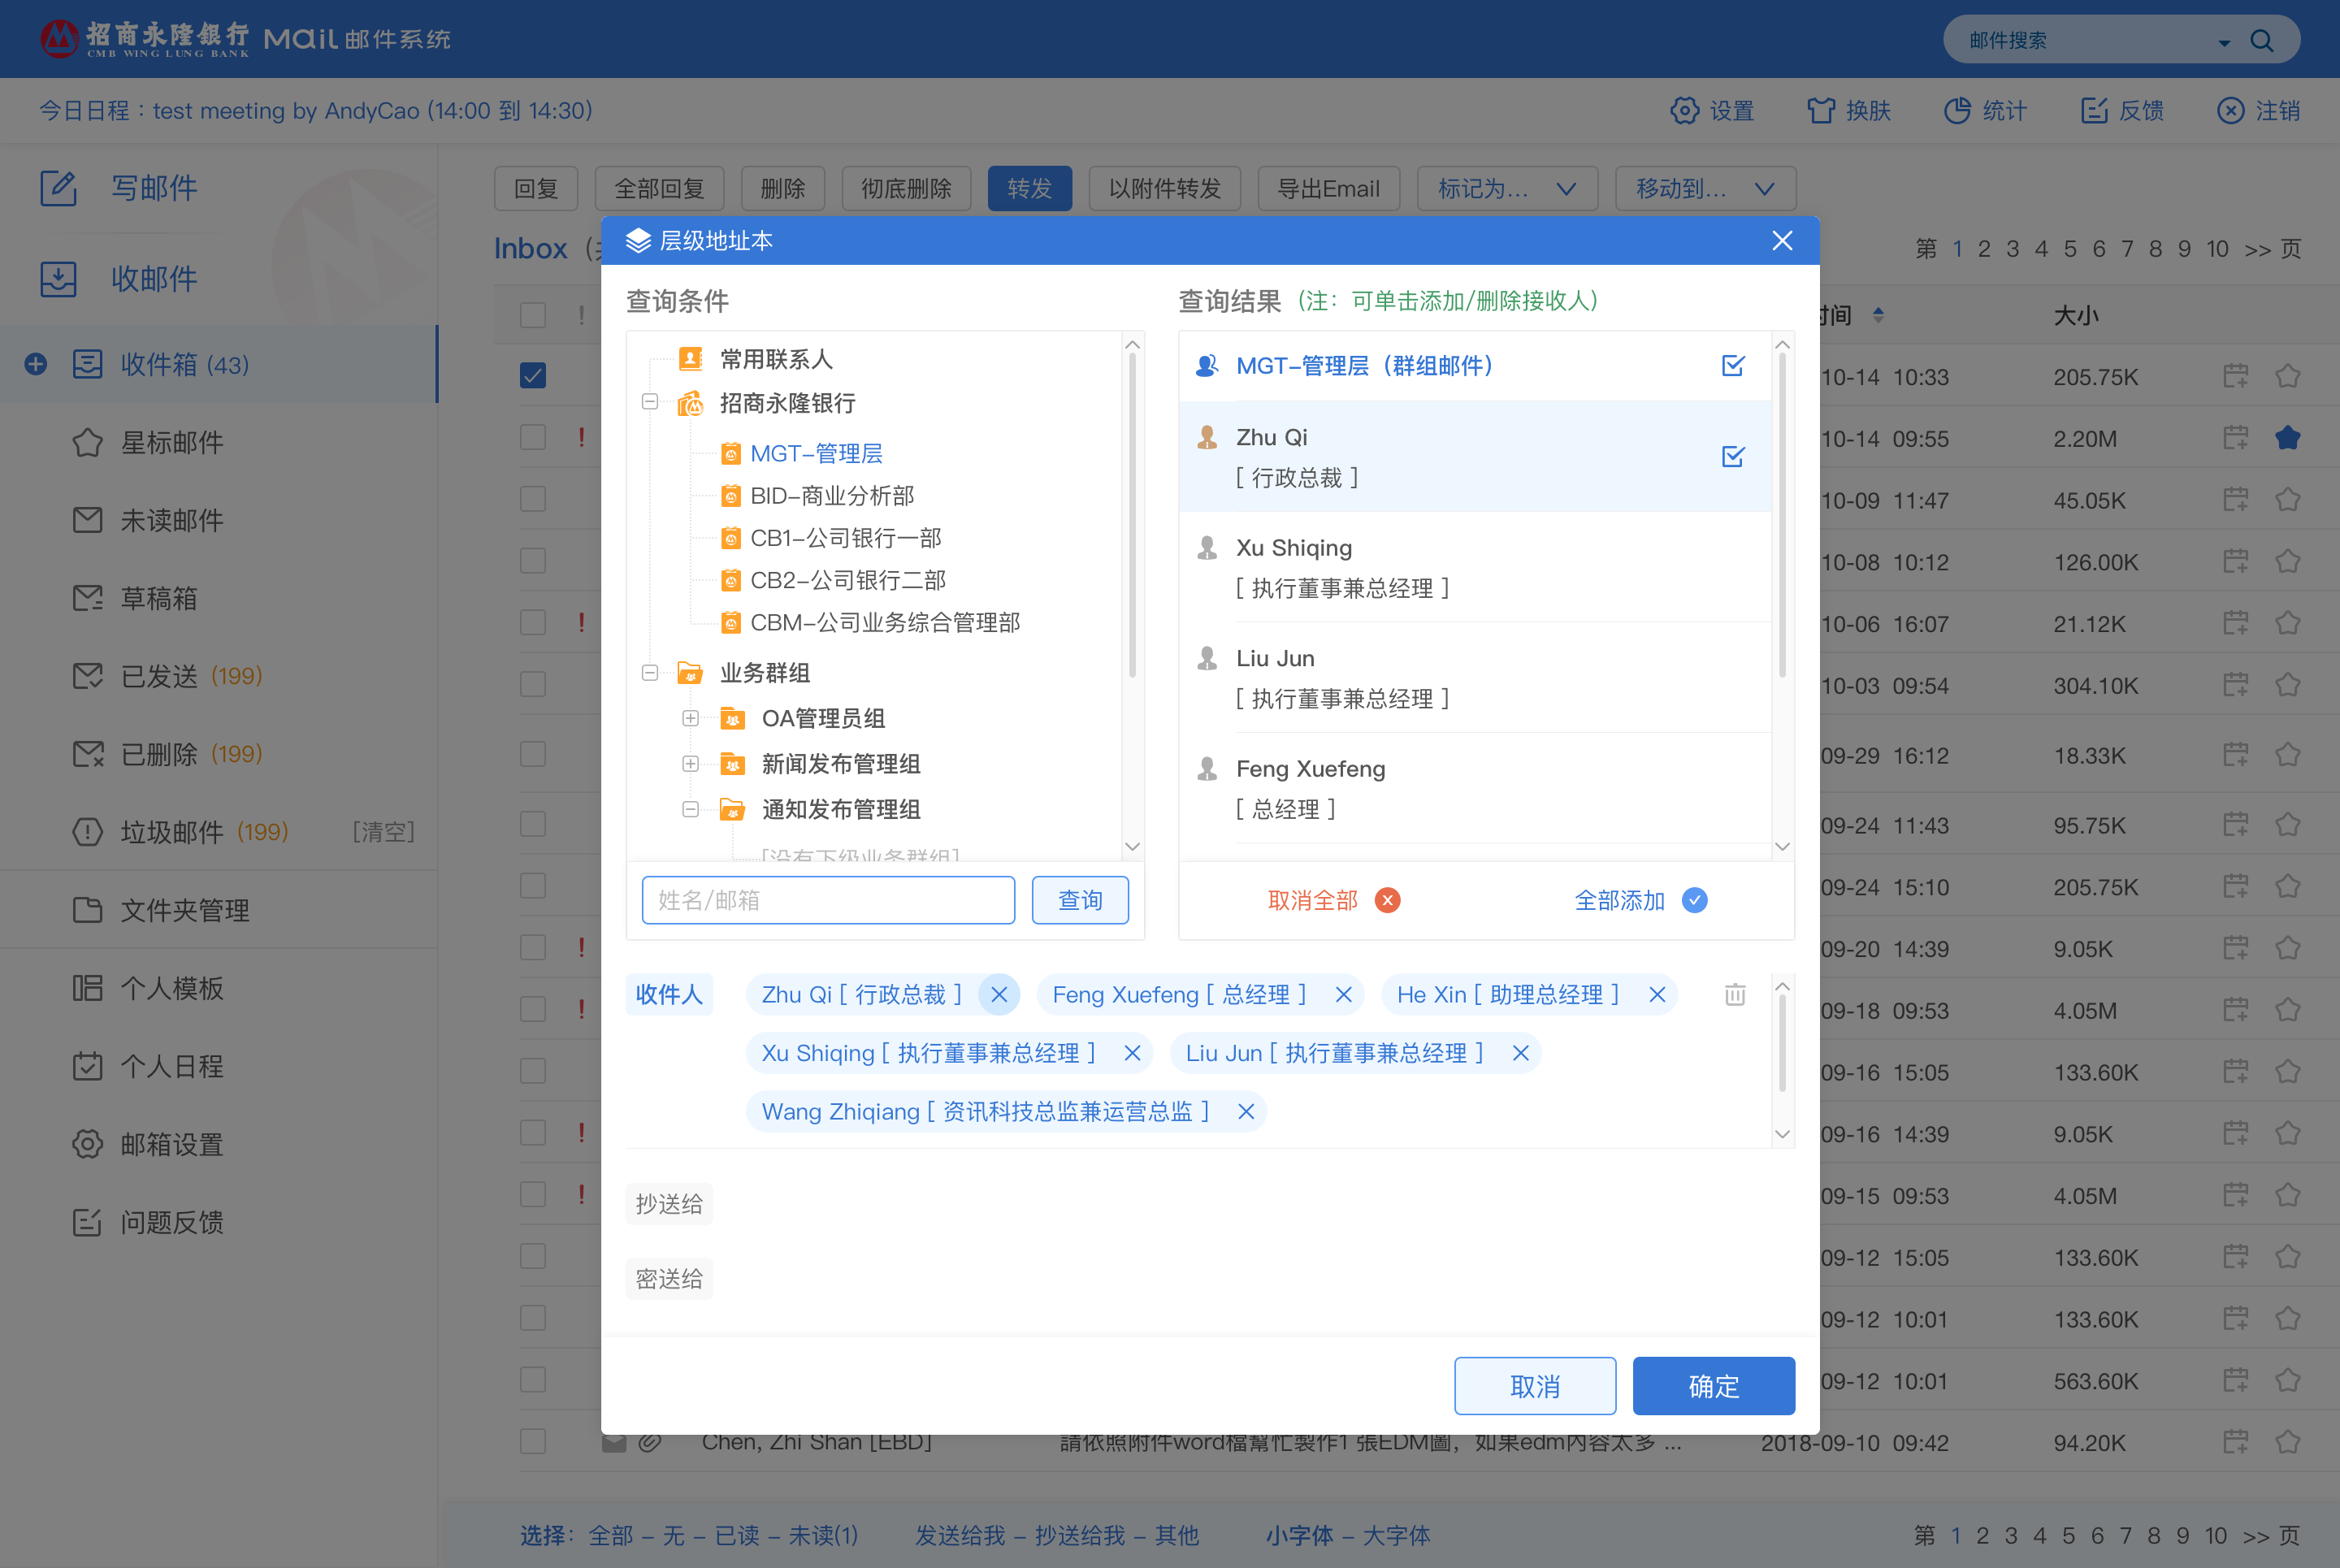 招商永隆銀行
CMB WING LUNG BANK
Mail 邮件系统
邮件搜索
今日日程：test meeting by AndyCao (14:00 到 14:30)
设置 换肤 统计 反馈 注销
写邮件
收邮件
收件箱 (43)
星标邮件
未读邮件
草稿箱
已发送 (199)
已删除 (199)
垃圾邮件 (199) [清空]
文件夹管理
个人模板
个人日程
邮箱设置
问题反馈
回复 全部回复 删除 彻底删除 转发 以附件转发 导出Email 标记为... 移动到...
Inbox
第 1 2 3 4 5 6 7 8 9 10 >> 页
层级地址本
查询条件
常用联系人
招商永隆银行
MGT-管理层
BID-商业分析部
CB1-公司银行一部
CB2-公司银行二部
CBM-公司业务综合管理部
业务群组
OA管理员组
新闻发布管理组
通知发布管理组
[没有下级业务群组]
姓名/邮箱 查询
查询结果（注：可单击添加/删除接收人）
MGT-管理层（群组邮件）
Zhu Qi
[ 行政总裁 ]
Xu Shiqing
[ 执行董事兼总经理 ]
Liu Jun
[ 执行董事兼总经理 ]
Feng Xuefeng
[ 总经理 ]
取消全部 全部添加
收件人 Zhu Qi [ 行政总裁 ] Feng Xuefeng [ 总经理 ] He Xin [ 助理总经理 ]
Xu Shiqing [ 执行董事兼总经理 ] Liu Jun [ 执行董事兼总经理 ]
Wang Zhiqiang [ 资讯科技总监兼运营总监 ]
抄送给
密送给
取消 确定
! 时间 大小
10-14 10:33 205.75K
! 10-14 09:55 2.20M
10-09 11:47 45.05K
10-08 10:12 126.00K
! 10-06 16:07 21.12K
10-03 09:54 304.10K
09-29 16:12 18.33K
09-24 11:43 95.75K
09-24 15:10 205.75K
! 09-20 14:39 9.05K
! 09-18 09:53 4.05M
09-16 15:05 133.60K
! 09-16 14:39 9.05K
! 09-15 09:53 4.05M
09-12 15:05 133.60K
09-12 10:01 133.60K
09-12 10:01 563.60K
Chen, Zhi Shan [EBD] 請依照附件word檔幫忙製作1 張EDM圖，如果edm內容太多 ... 2018-09-10 09:42 94.20K
选择：全部 – 无 – 已读 – 未读(1) 发送给我 – 抄送给我 – 其他 小字体 – 大字体
第 1 2 3 4 5 6 7 8 9 10 >> 页